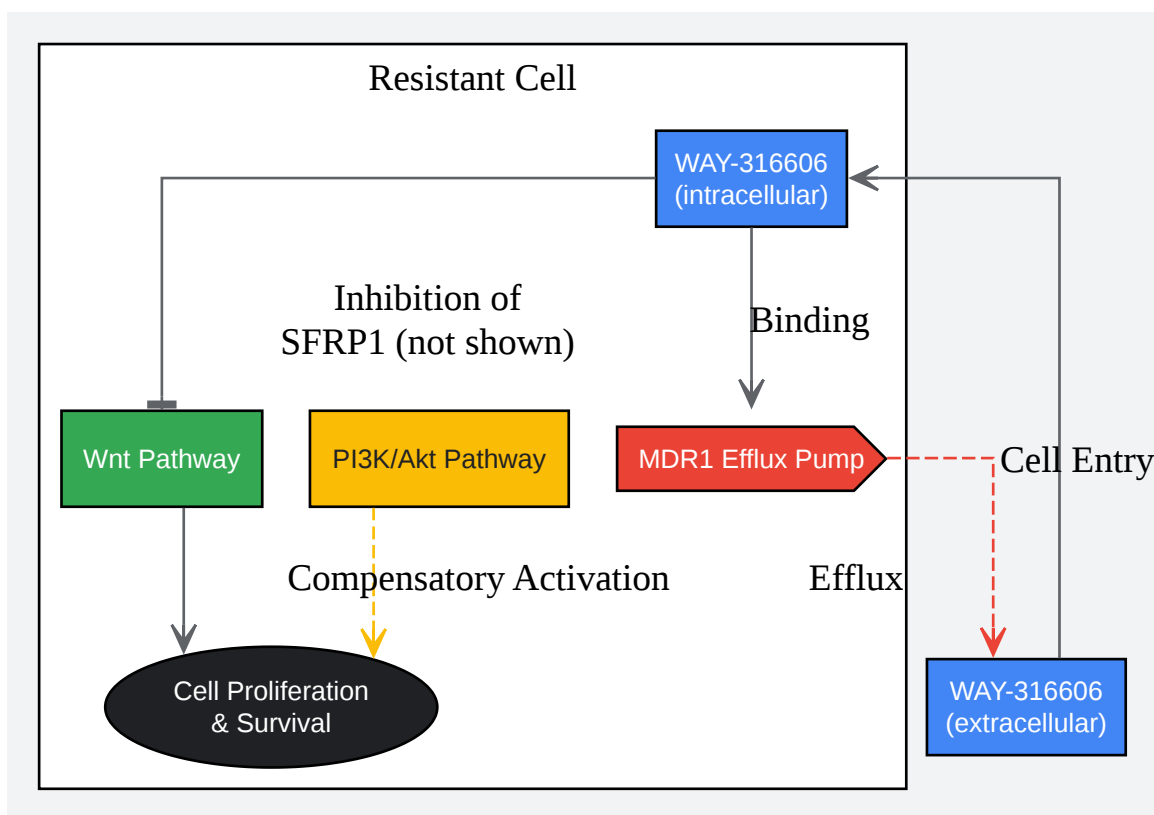 Resistant Cell
WAY-316606
(intracellular)
Inhibition of
SFRP1 (not shown)
Binding
Wnt Pathway
PI3K/Akt Pathway
MDR1 Efflux Pump
Cell Entry
Compensatory Activation
Efflux
Cell Proliferation
& Survival
WAY-316606
(extracellular)